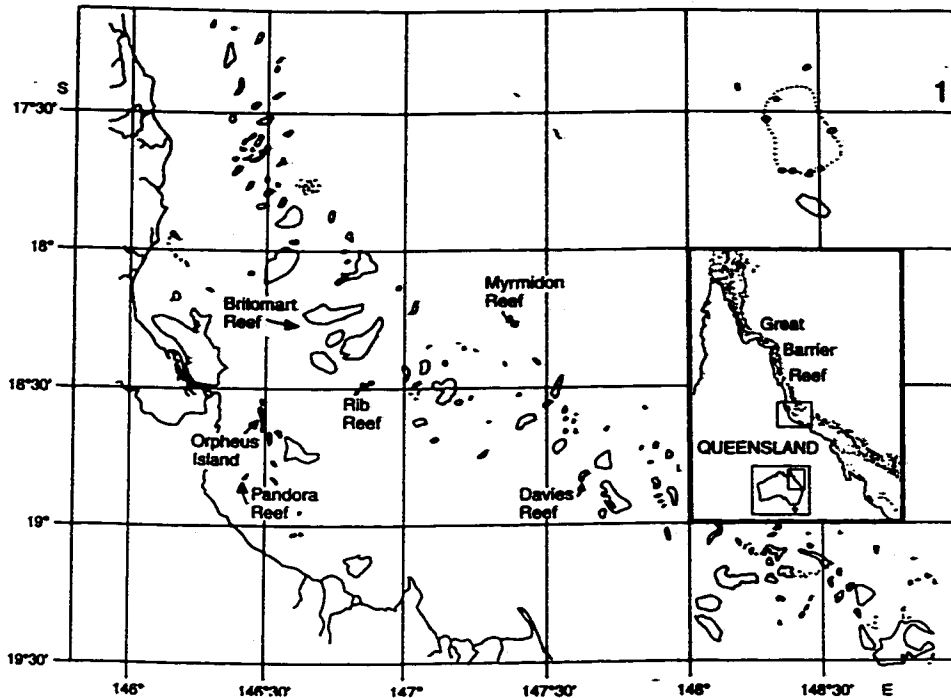 1
S
17°30'
18°
Britomart
Reef
Myrmidon
Reef
Great
Barrier
Reef
18°30'
Rib
Reef
Orpheus
Island
QUEENSLAND
Pandora
Reef
Davies
Reef
19°
19°30'
146°
146°30'
147°
147°30'
148°
148°30'
E